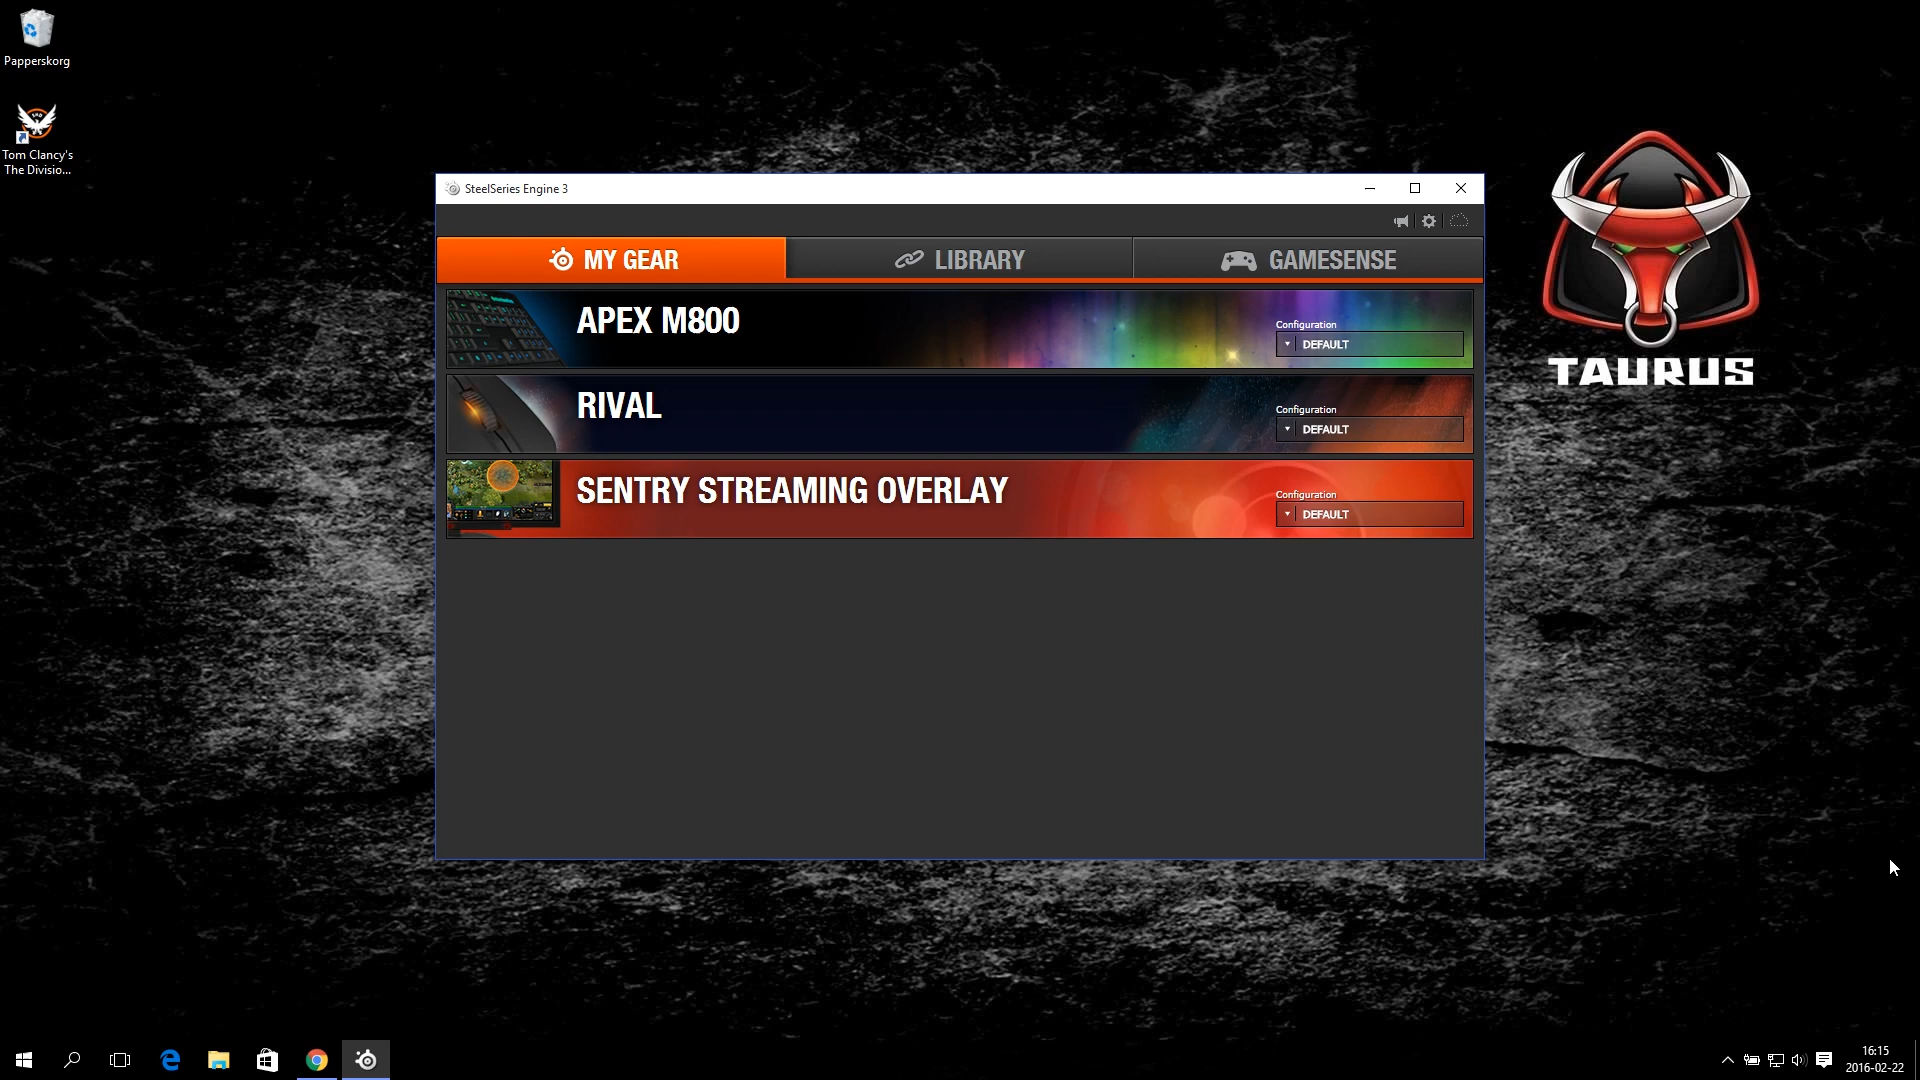 Papperskorg
Tom Clancy's
The Divisio...
SteelSeries Engine 3
MY GEAR
LIBRARY
GAMESENSE
APEX M800
Configuration
DEFAULT
RIVAL
Configuration
DEFAULT
SENTRY STREAMING OVERLAY
Configuration
DEFAULT
TAURUS
16:15
2016-02-22